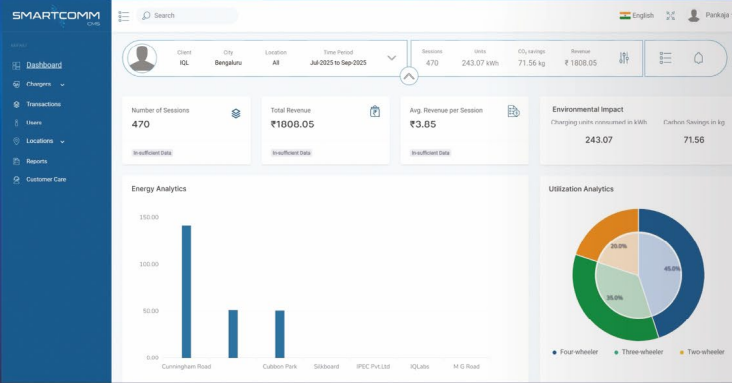 SMARTCOMM
CMS
Search
English
Pankaja
MENU
Dashboard
Chargers
Transactions
Users
Locations
Reports
Customer Care
Client City Location Time Period
IQL Bengaluru All Jul-2025 to Sep-2025
Sessions Units CO₂ savings Revenue
470 243.07 kWh 71.56 kg ₹ 1808.05
Number of Sessions
470
In-sufficient Data
Total Revenue
₹1808.05
In-sufficient Data
Avg. Revenue per Session
₹3.85
In-sufficient Data
Environmental Impact
Charging units consumed in kWh Carbon Savings in kg
243.07 71.56
Energy Analytics
150.00
100.00
50.00
0.00
Cunningham Road Cubbon Park Silkboard IPEC Pvt.Ltd IQLabs M G Road
Utilization Analytics
20.0%
45.0%
35.0%
Four-wheeler Three-wheeler Two-wheeler